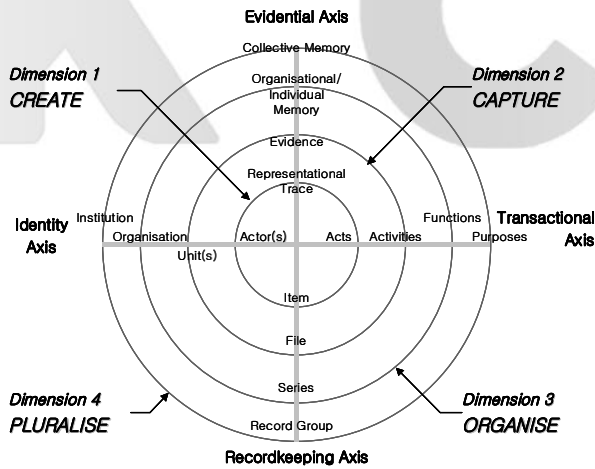 Evidential Axis
Collective Memory
Dimension 1
CREATE
Organisational/
Individual
Memory
Dimension 2
CAPTURE
Evidence
Representational
Trace
Identity
Axis
Institution
Organisation
Unit(s)
Actor(s)
Acts
Activities
Functions
Purposes
Transactional
Axis
Item
File
Series
Record Group
Dimension 4
PLURALISE
Dimension 3
ORGANISE
Recordkeeping Axis